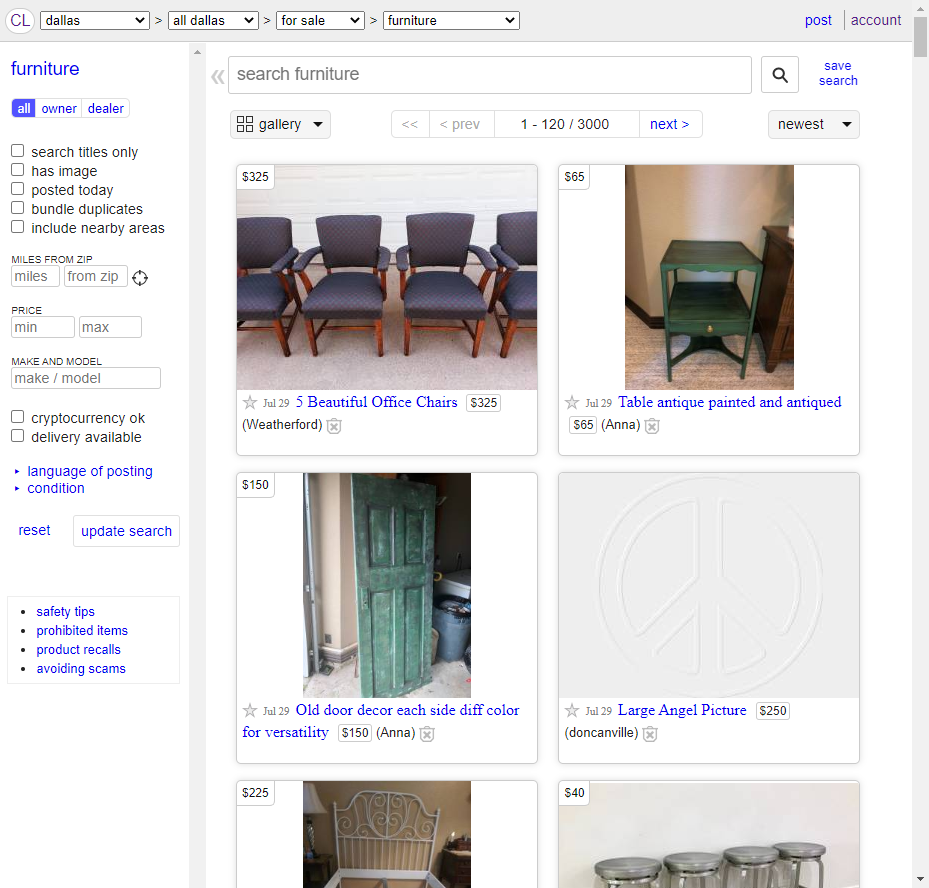 CL dallas > all dallas > for sale > furniture post account
furniture
all owner dealer
search titles only
has image
posted today
bundle duplicates
include nearby areas
MILES FROM ZIP
miles from zip
PRICE
min max
MAKE AND MODEL
make / model
cryptocurrency ok
delivery available
language of posting
condition
reset update search
safety tips
prohibited items
product recalls
avoiding scams
« search furniture save
search
gallery << < prev 1 - 120 / 3000 next > newest
$325
Jul 29 5 Beautiful Office Chairs $325
(Weatherford)
$65
Jul 29 Table antique painted and antiqued
$65 (Anna)
$150
Jul 29 Old door decor each side diff color
for versatility $150 (Anna)
Jul 29 Large Angel Picture $250
(doncanville)
$225
$40